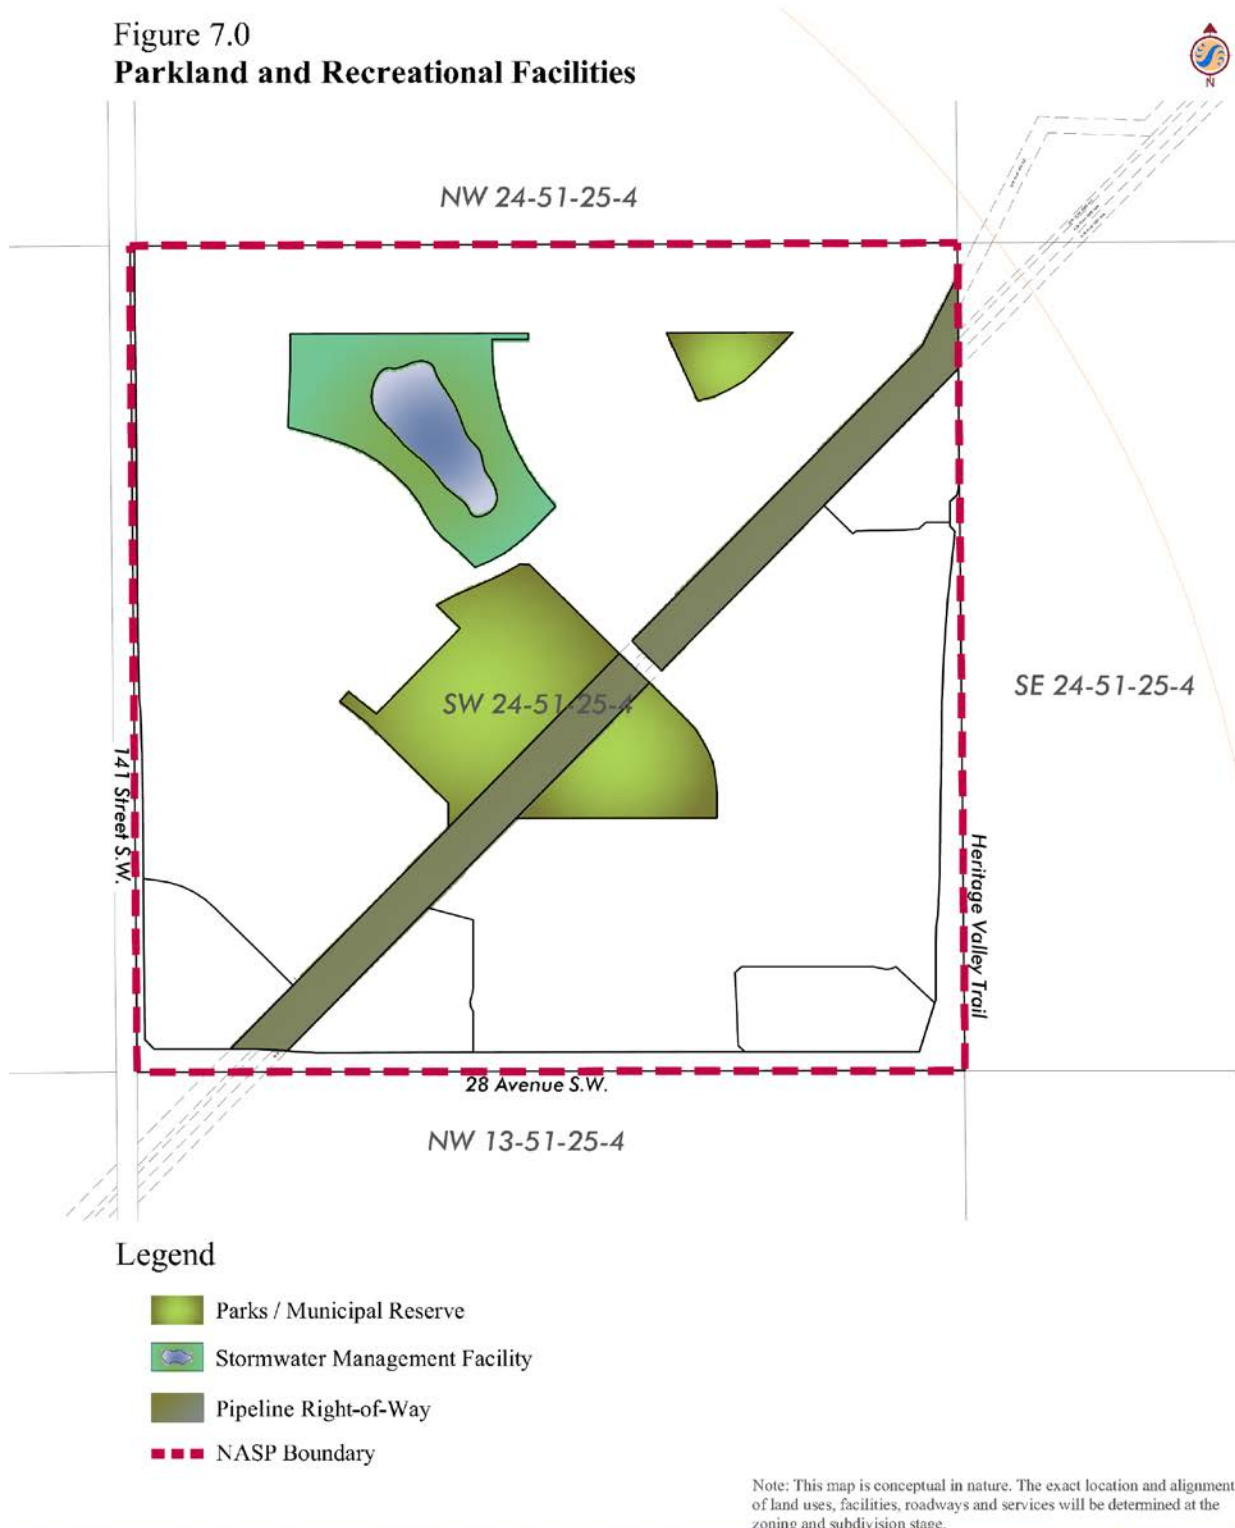 Figure 7.0
Parkland and Recreational Facilities
N
NW 24-51-25-4
SW 24-51-25-4
SE 24-51-25-4
141 Street S.W.
Heritage Valley Trail
28 Avenue S.W.
NW 13-51-25-4
Legend
Parks / Municipal Reserve
Stormwater Management Facility
Pipeline Right-of-Way
NASP Boundary
Note: This map is conceptual in nature. The exact location and alignment
of land uses, facilities, roadways and services will be determined at the
zoning and subdivision stage.